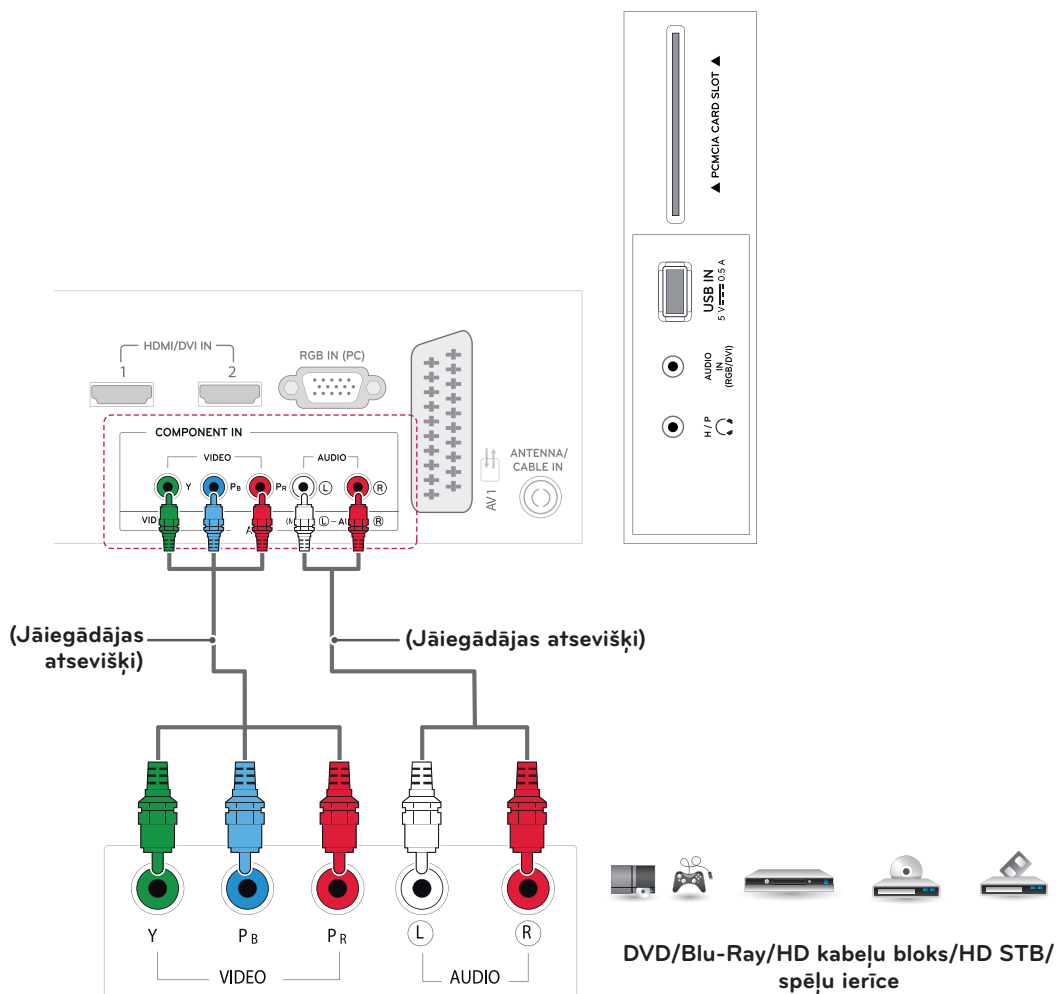 ▲ PCMCIA CARD SLOT ▲
USB IN
5 V 0.5 A
AUDIO
IN
(RGB/DVI)
H / P
HDMI/DVI IN
1 2
RGB IN (PC)
COMPONENT IN
VIDEO AUDIO
Y PB PR L R
L AU R
AV1
ANTENNA/
CABLE IN
(Jāiegādājas
atsevišķi)
(Jāiegādājas atsevišķi)
Y PB PR L R
VIDEO AUDIO
DVD/Blu-Ray/HD kabeļu bloks/HD STB/
spēļu ierīce